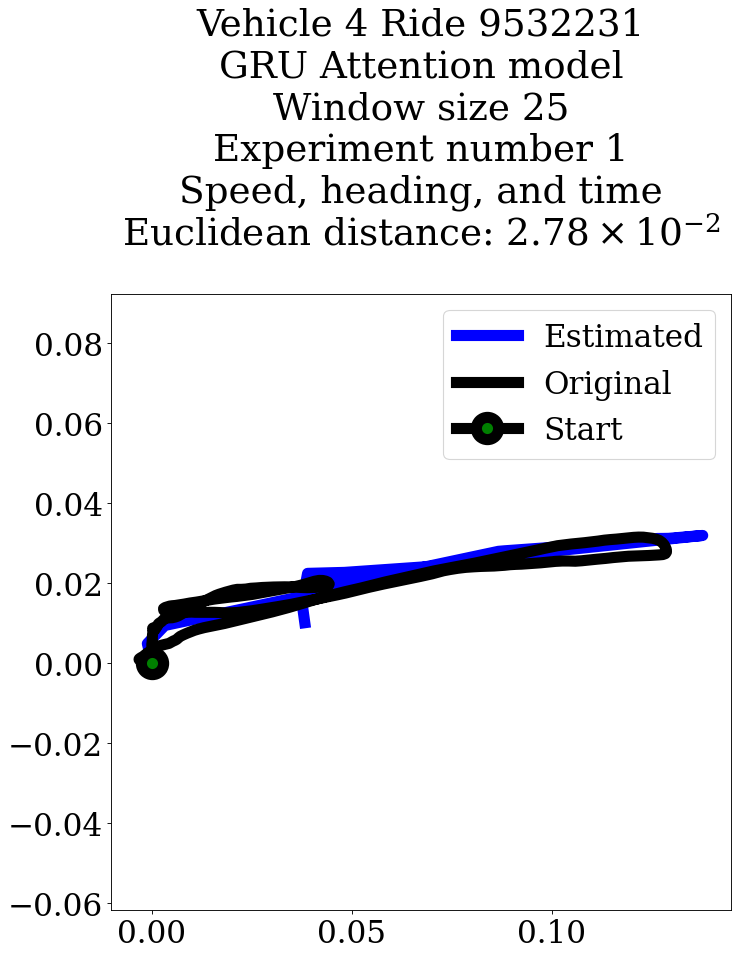 Vehicle 4 Ride 9532231
GRU Attention model
Window size 25
Experiment number 1
Speed, heading, and time
Euclidean distance: 2.78 × 10⁻²
Estimated
Original
Start
0.08
0.06
0.04
0.02
0.00
−0.02
−0.04
−0.06
0.00 0.05 0.10